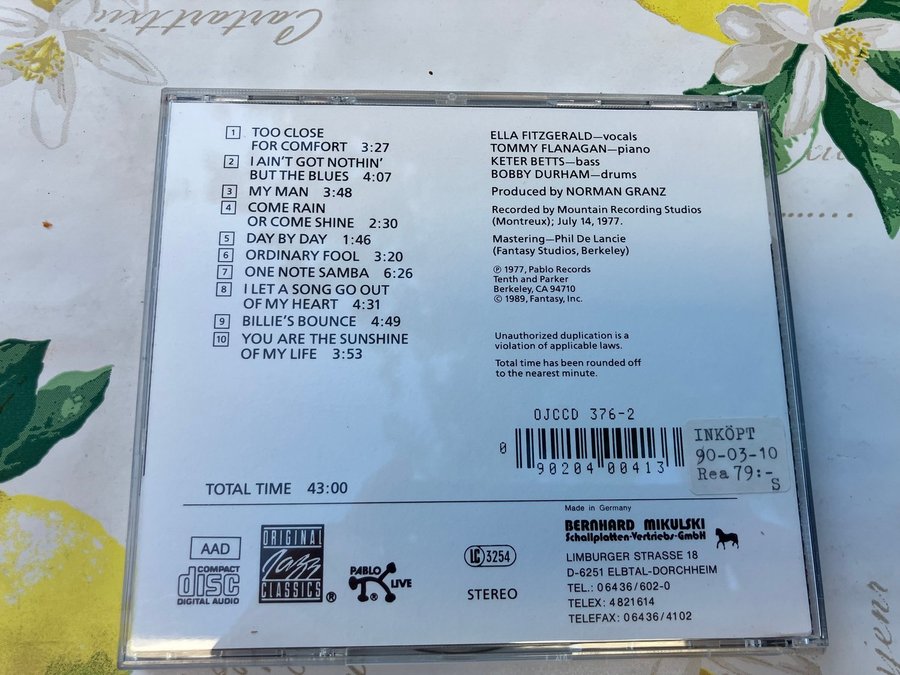 Cartarttxii
1 TOO CLOSE
FOR COMFORT 3:27
2 I AIN'T GOT NOTHIN'
BUT THE BLUES 4:07
3 MY MAN 3:48
4 COME RAIN
OR COME SHINE 2:30
5 DAY BY DAY 1:46
6 ORDINARY FOOL 3:20
7 ONE NOTE SAMBA 6:26
8 I LET A SONG GO OUT
OF MY HEART 4:31
9 BILLIE'S BOUNCE 4:49
10 YOU ARE THE SUNSHINE
OF MY LIFE 3:53
TOTAL TIME 43:00
ELLA FITZGERALD—vocals
TOMMY FLANAGAN—piano
KETER BETTS—bass
BOBBY DURHAM—drums
Produced by NORMAN GRANZ
Recorded by Mountain Recording Studios
(Montreux); July 14, 1977.
Mastering—Phil De Lancie
(Fantasy Studios, Berkeley)
℗ 1977, Pablo Records
Tenth and Parker
Berkeley, CA 94710
© 1989, Fantasy, Inc.
Unauthorized duplication is a
violation of applicable laws.
Total time has been rounded off
to the nearest minute.
OJCCD 376-2
0 90204 00413
INKÖPT
90-03-10
Rea 79:-
S
AAD
COMPACT
disc
DIGITAL AUDIO
ORIGINAL
Jazz
CLASSICS ®
PABLO LIVE
®
LC 3254
STEREO
Made in Germany
BERNHARD MIKULSKI
Schallplatten-Vertriebs-GmbH
LIMBURGER STRASSE 18
D-6251 ELBTAL-DORCHHEIM
TEL.: 06436/602-0
TELEX: 4821614
TELEFAX: 06436/4102